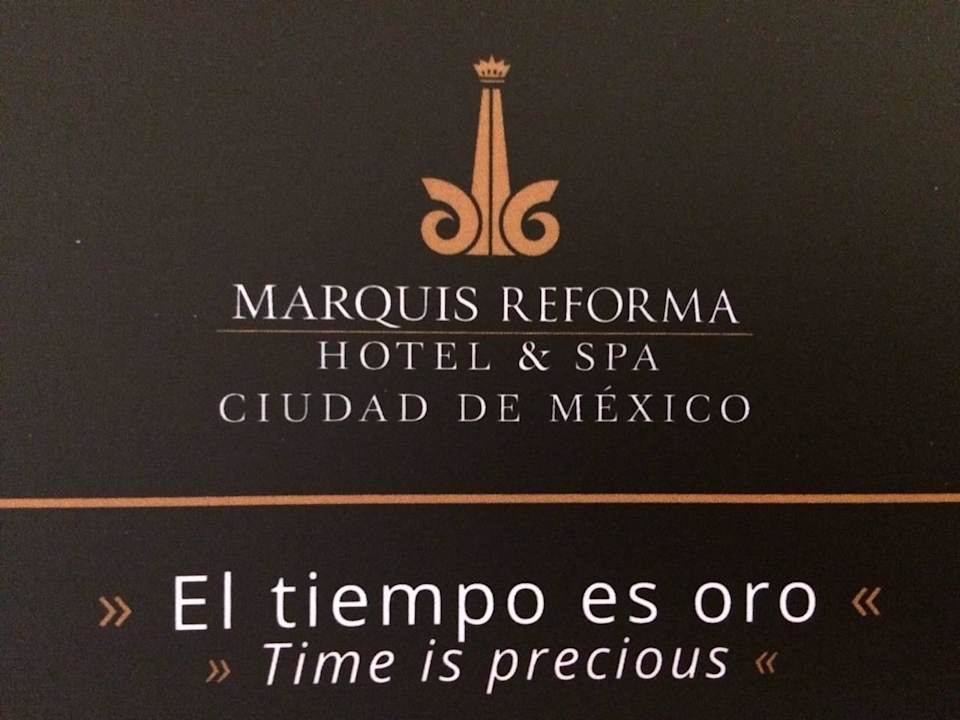 MARQUIS REFORMA
HOTEL & SPA
CIUDAD DE MÉXICO
» El tiempo es oro «
» Time is precious «